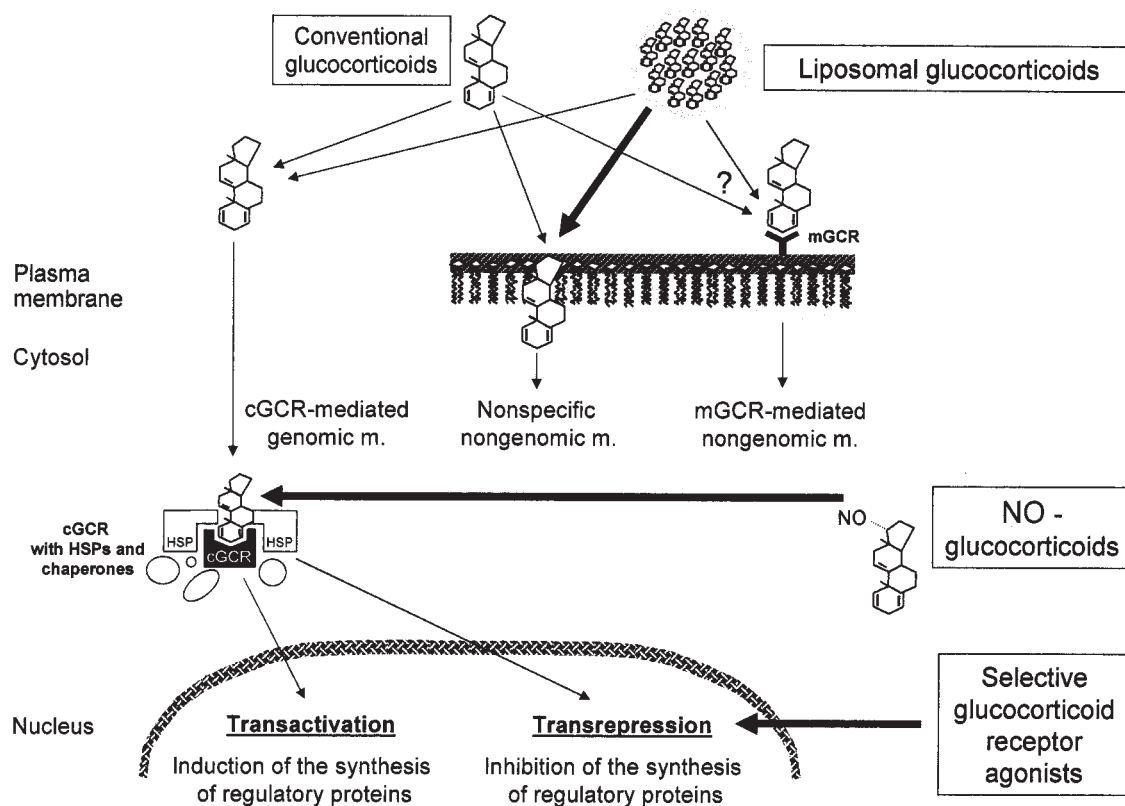 Conventional
glucocorticoids
Liposomal glucocorticoids
?
mGCR
Plasma
membrane
Cytosol
cGCR-mediated
genomic m.
Nonspecific
nongenomic m.
mGCR-mediated
nongenomic m.
cGCR
with HSPs and
chaperones
HSP
cGCR
HSP
NO
NO -
glucocorticoids
Nucleus
Transactivation
Induction of the synthesis
of regulatory proteins
Transrepression
Inhibition of the synthesis
of regulatory proteins
Selective
glucocorticoid
receptor
agonists